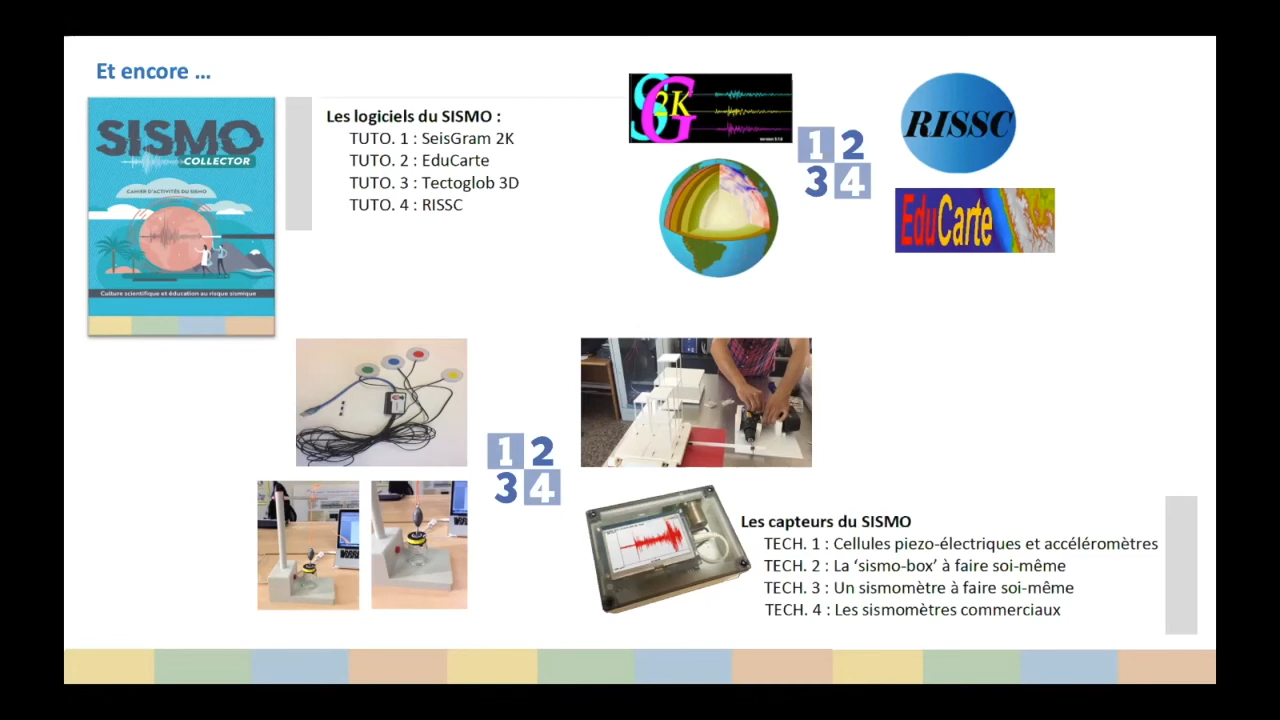 Et encore …
SISMO
COLLECTOR
CAHIER D'ACTIVITÉS DU SISMO
Culture scientifique et éducation au risque sismique
Les logiciels du SISMO :
TUTO. 1 : SeisGram 2K
TUTO. 2 : EduCarte
TUTO. 3 : Tectoglob 3D
TUTO. 4 : RISSC
SG2K
1 2
3 4
RISSC
EduCarte
1 2
3 4
Les capteurs du SISMO
TECH. 1 : Cellules piezo-électriques et accéléromètres
TECH. 2 : La ‘sismo-box’ à faire soi-même
TECH. 3 : Un sismomètre à faire soi-même
TECH. 4 : Les sismomètres commerciaux